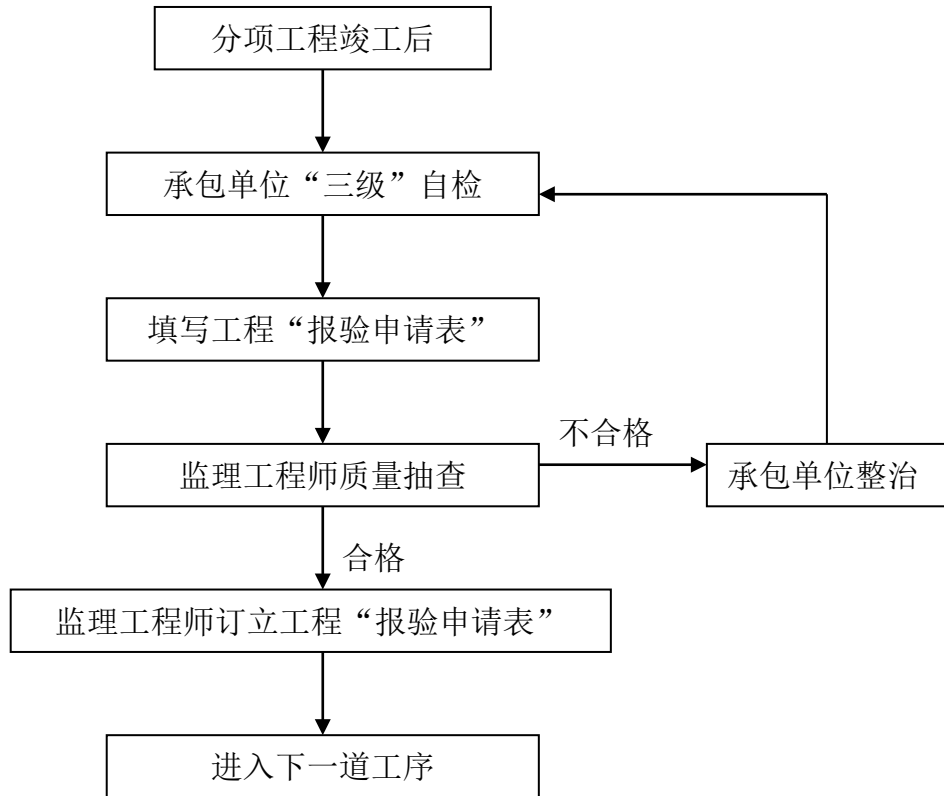 分项工程竣工后
承包单位“三级”自检
填写工程“报验申请表”
不合格
监理工程师质量抽查
承包单位整治
合格
监理工程师订立工程“报验申请表”
进入下一道工序